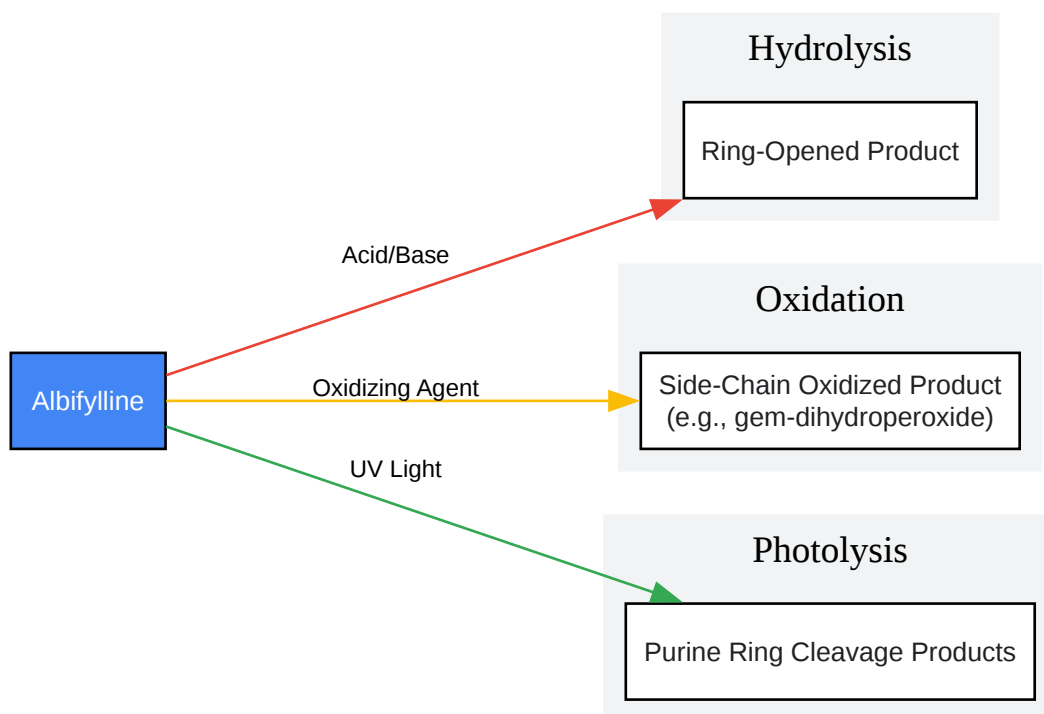 Hydrolysis
Ring-Opened Product
Acid/Base
Oxidation
Albifylline
Oxidizing Agent
Side-Chain Oxidized Product
(e.g., gem-dihydroperoxide)
UV Light
Photolysis
Purine Ring Cleavage Products